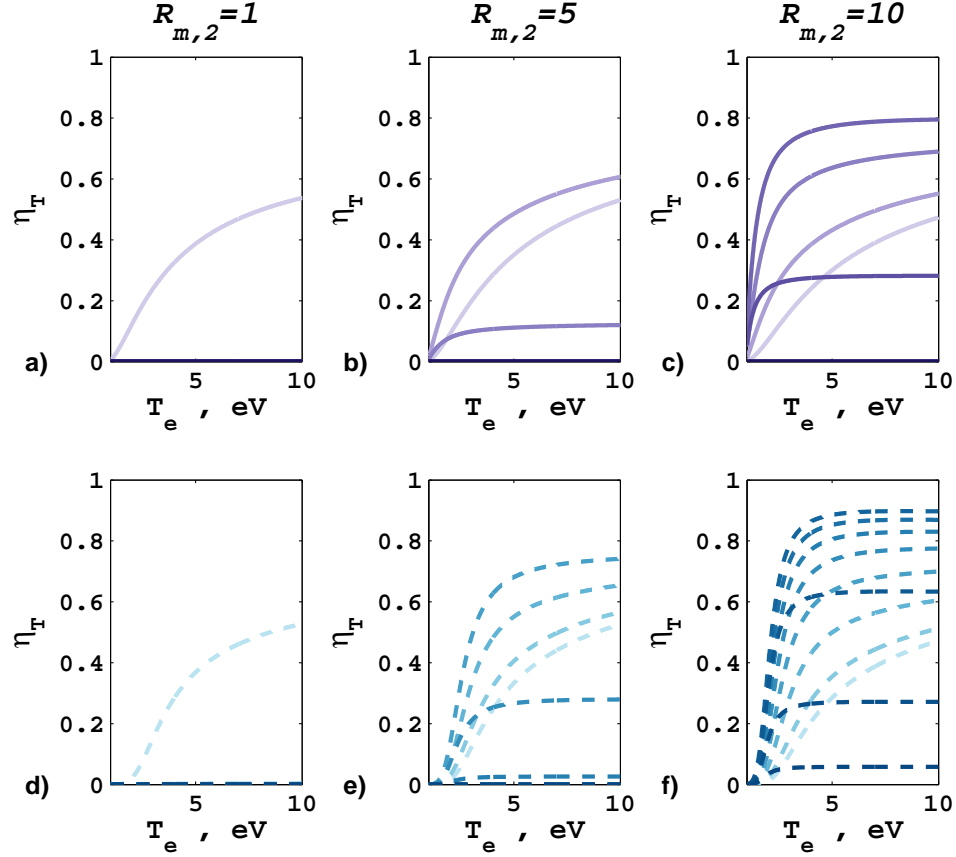 R_{m,2}=1 R_{m,2}=5 R_{m,2}=10
1 1 1
0.8 0.8 0.8
0.6 0.6 0.6
η_T η_T η_T
0.4 0.4 0.4
0.2 0.2 0.2
0 0 0
a) b) c)
5 10 5 10 5 10
T_e , eV T_e , eV T_e , eV
1 1 1
0.8 0.8 0.8
0.6 0.6 0.6
η_T η_T η_T
0.4 0.4 0.4
0.2 0.2 0.2
0 0 0
d) e) f)
5 10 5 10 5 10
T_e , eV T_e , eV T_e , eV